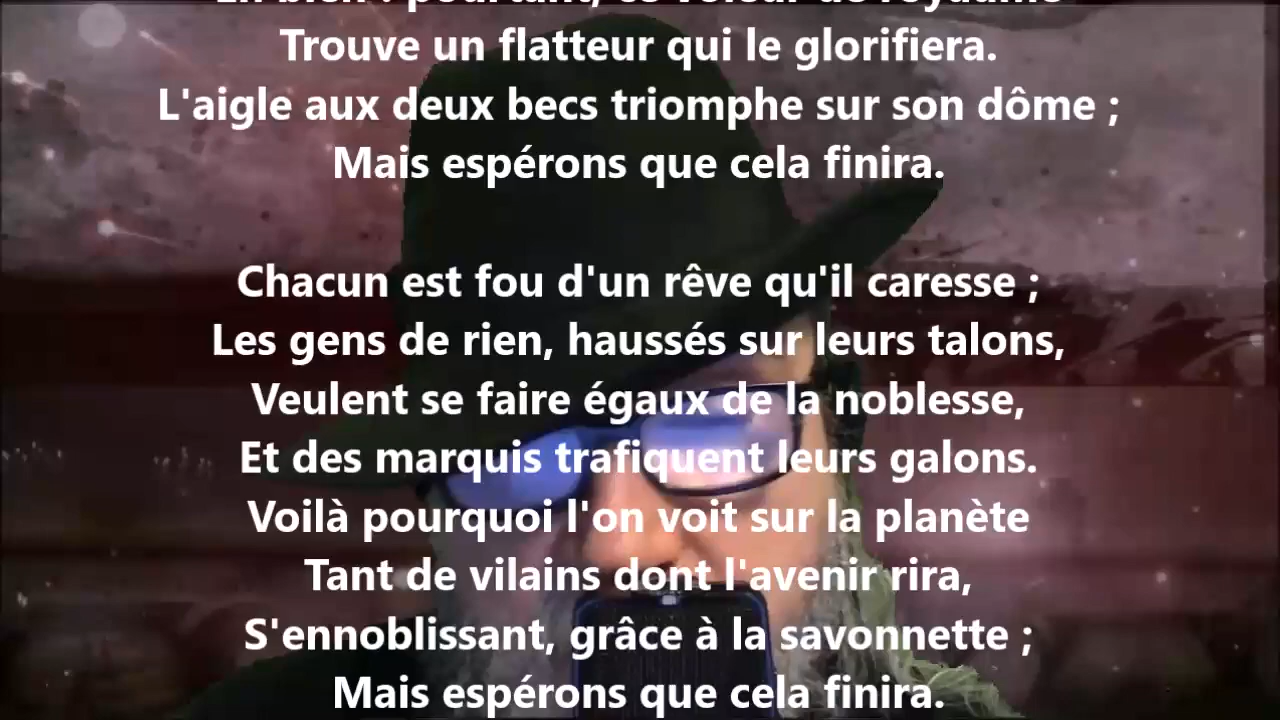 Trouve un flatteur qui le glorifiera.
L'aigle aux deux becs triomphe sur son dôme ;
Mais espérons que cela finira.
Chacun est fou d'un rêve qu'il caresse ;
Les gens de rien, haussés sur leurs talons,
Veulent se faire égaux de la noblesse,
Et des marquis trafiquent leurs galons.
Voilà pourquoi l'on voit sur la planète
Tant de vilains dont l'avenir rira,
S'ennoblissant, grâce à la savonnette ;
Mais espérons que cela finira.